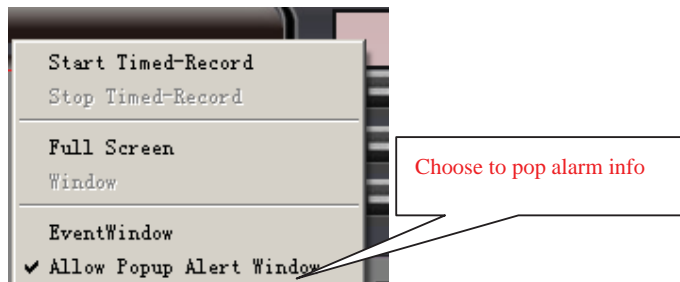 Start Timed-Record
Stop Timed-Record
Full Screen
Window
EventWindow
Allow Popup Alert Window
Choose to pop alarm info